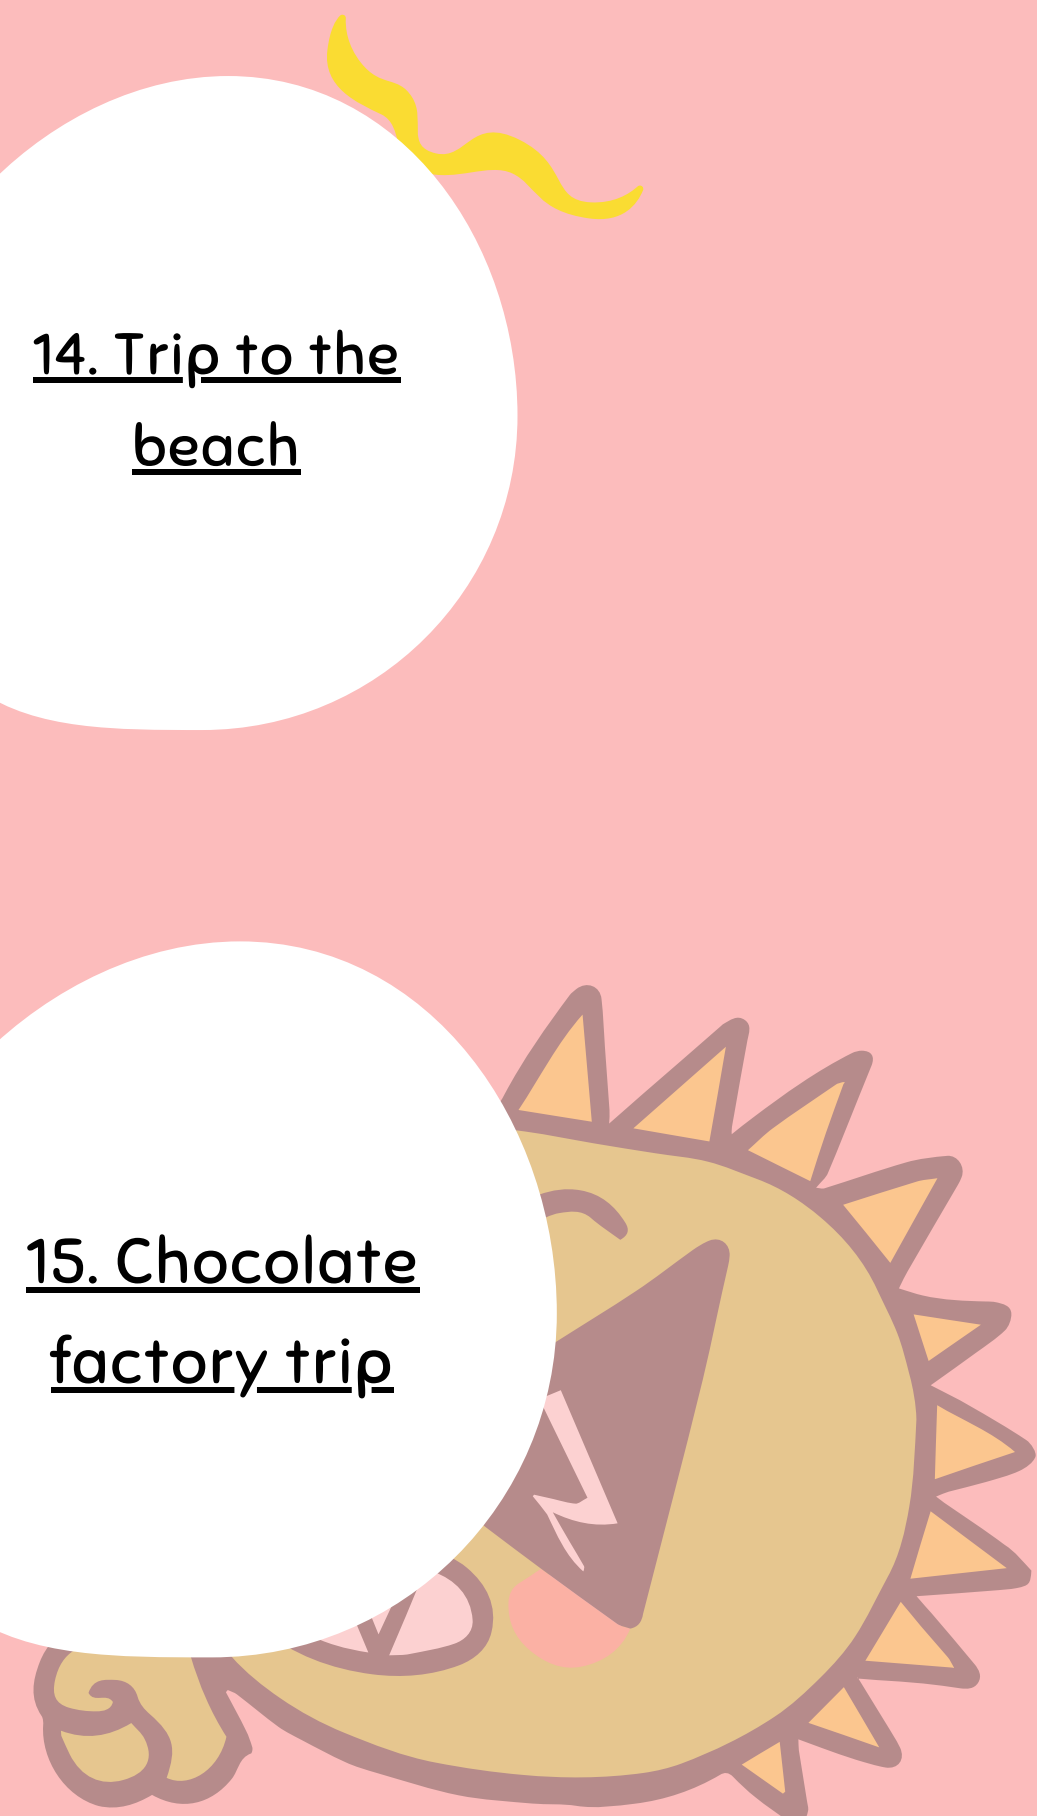 14. Trip to the
beach
15. Chocolate
factory trip